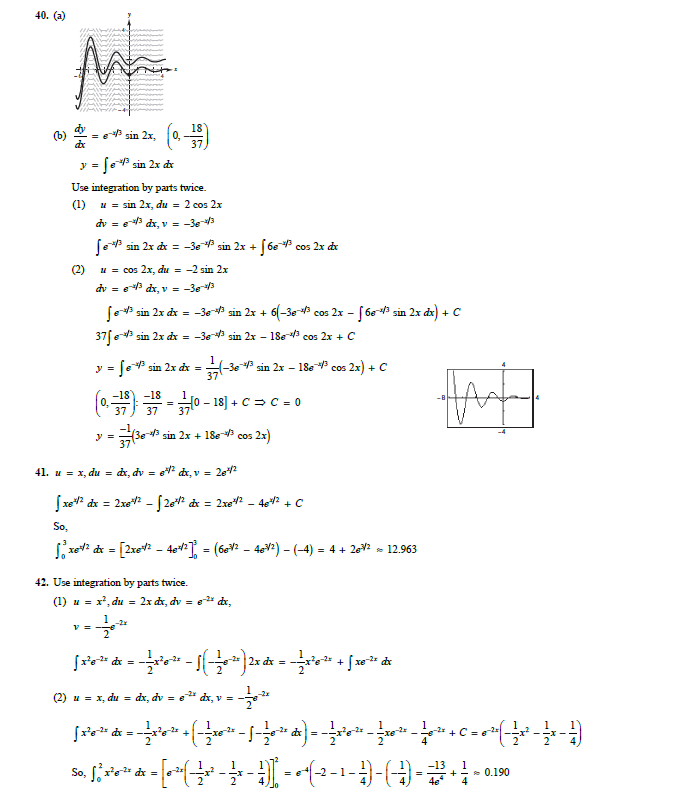 40. (a)
y
4
x
4
−4
(b) dy/dx = e^(−x/3) sin 2x, (0, −18/37)
y = ∫ e^(−x/3) sin 2x dx
Use integration by parts twice.
(1) u = sin 2x, du = 2 cos 2x
dv = e^(−x/3) dx, v = −3e^(−x/3)
∫ e^(−x/3) sin 2x dx = −3e^(−x/3) sin 2x + ∫ 6e^(−x/3) cos 2x dx
(2) u = cos 2x, du = −2 sin 2x
dv = e^(−x/3) dx, v = −3e^(−x/3)
∫ e^(−x/3) sin 2x dx = −3e^(−x/3) sin 2x + 6(−3e^(−x/3) cos 2x − ∫ 6e^(−x/3) sin 2x dx) + C
37∫ e^(−x/3) sin 2x dx = −3e^(−x/3) sin 2x − 18e^(−x/3) cos 2x + C
y = ∫ e^(−x/3) sin 2x dx = 1/37(−3e^(−x/3) sin 2x − 18e^(−x/3) cos 2x) + C
(0, −18/37): −18/37 = 1/37[0 − 18] + C ⇒ C = 0
y = −1/37(3e^(−x/3) sin 2x + 18e^(−x/3) cos 2x)
4
−8
4
−4
41. u = x, du = dx, dv = e^(x/2) dx, v = 2e^(x/2)
∫ xe^(x/2) dx = 2xe^(x/2) − ∫ 2e^(x/2) dx = 2xe^(x/2) − 4e^(x/2) + C
So,
∫₀³ xe^(x/2) dx = [2xe^(x/2) − 4e^(x/2)]₀³ = (6e^(3/2) − 4e^(3/2)) − (−4) = 4 + 2e^(3/2) ≈ 12.963
42. Use integration by parts twice.
(1) u = x², du = 2x dx, dv = e^(−2x) dx,
v = −1/2 e^(−2x)
∫ x²e^(−2x) dx = −1/2 x²e^(−2x) − ∫(−1/2 e^(−2x)) 2x dx = −1/2 x²e^(−2x) + ∫ xe^(−2x) dx
(2) u = x, du = dx, dv = e^(−2x) dx, v = −1/2 e^(−2x)
∫ x²e^(−2x) dx = −1/2 x²e^(−2x) + (−1/2 xe^(−2x) − ∫ −1/2 e^(−2x) dx) = −1/2 x²e^(−2x) − 1/2 xe^(−2x) − 1/4 e^(−2x) + C = e^(−2x)(−1/2 x² − 1/2 x − 1/4)
So, ∫₀² x²e^(−2x) dx = [e^(−2x)(−1/2 x² − 1/2 x − 1/4)]₀² = e^(−4)(−2 − 1 − 1/4) − (−1/4) = −13/4e⁴ + 1/4 ≈ 0.190